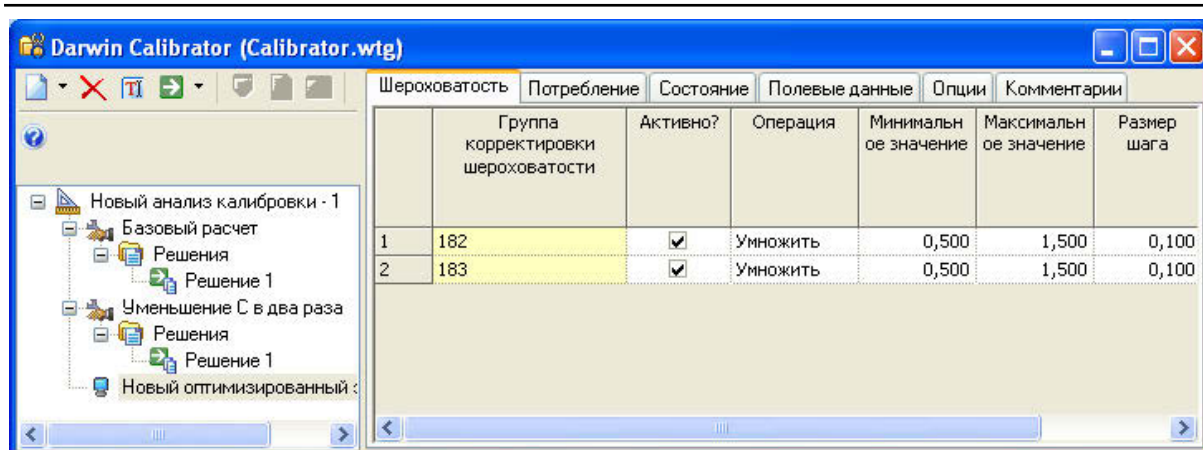 Darwin Calibrator (Calibrator.wtg)
Шероховатость Потребление Состояние Полевые данные Опции Комментарии
Группа корректировки шероховатости Активно? Операция Минимальн ое значение Максимальн ое значение Размер шага
1 182 Умножить 0,500 1,500 0,100
2 183 Умножить 0,500 1,500 0,100
Новый анализ калибровки - 1
Базовый расчет
Решения
Решение 1
Уменьшение С в два раза
Решения
Решение 1
Новый оптимизированный